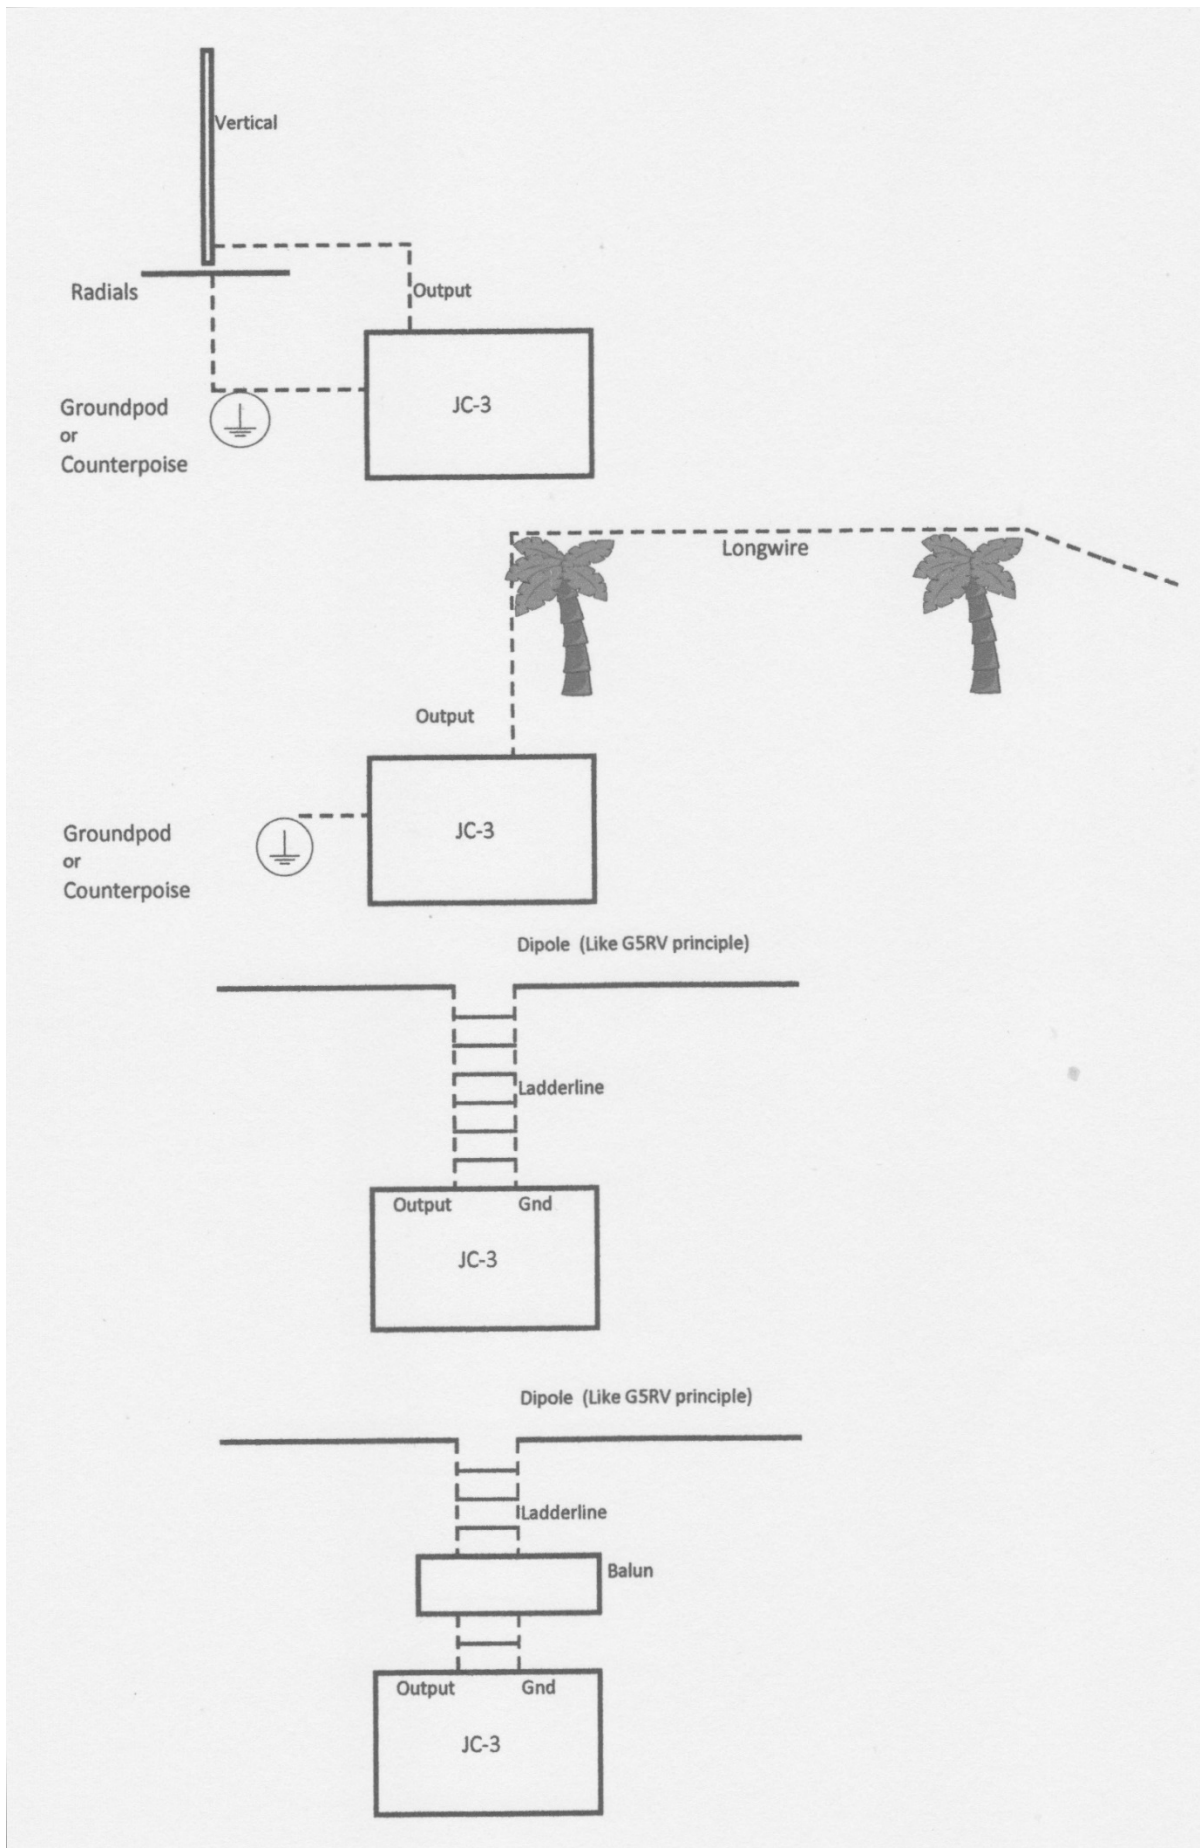 Vertical
Radials
Output
JC-3
Groundpod
or
Counterpoise
Longwire
Output
JC-3
Groundpod
or
Counterpoise
Dipole (Like G5RV principle)
Ladderline
Output Gnd
JC-3
Dipole (Like G5RV principle)
Ladderline
Balun
Output Gnd
JC-3